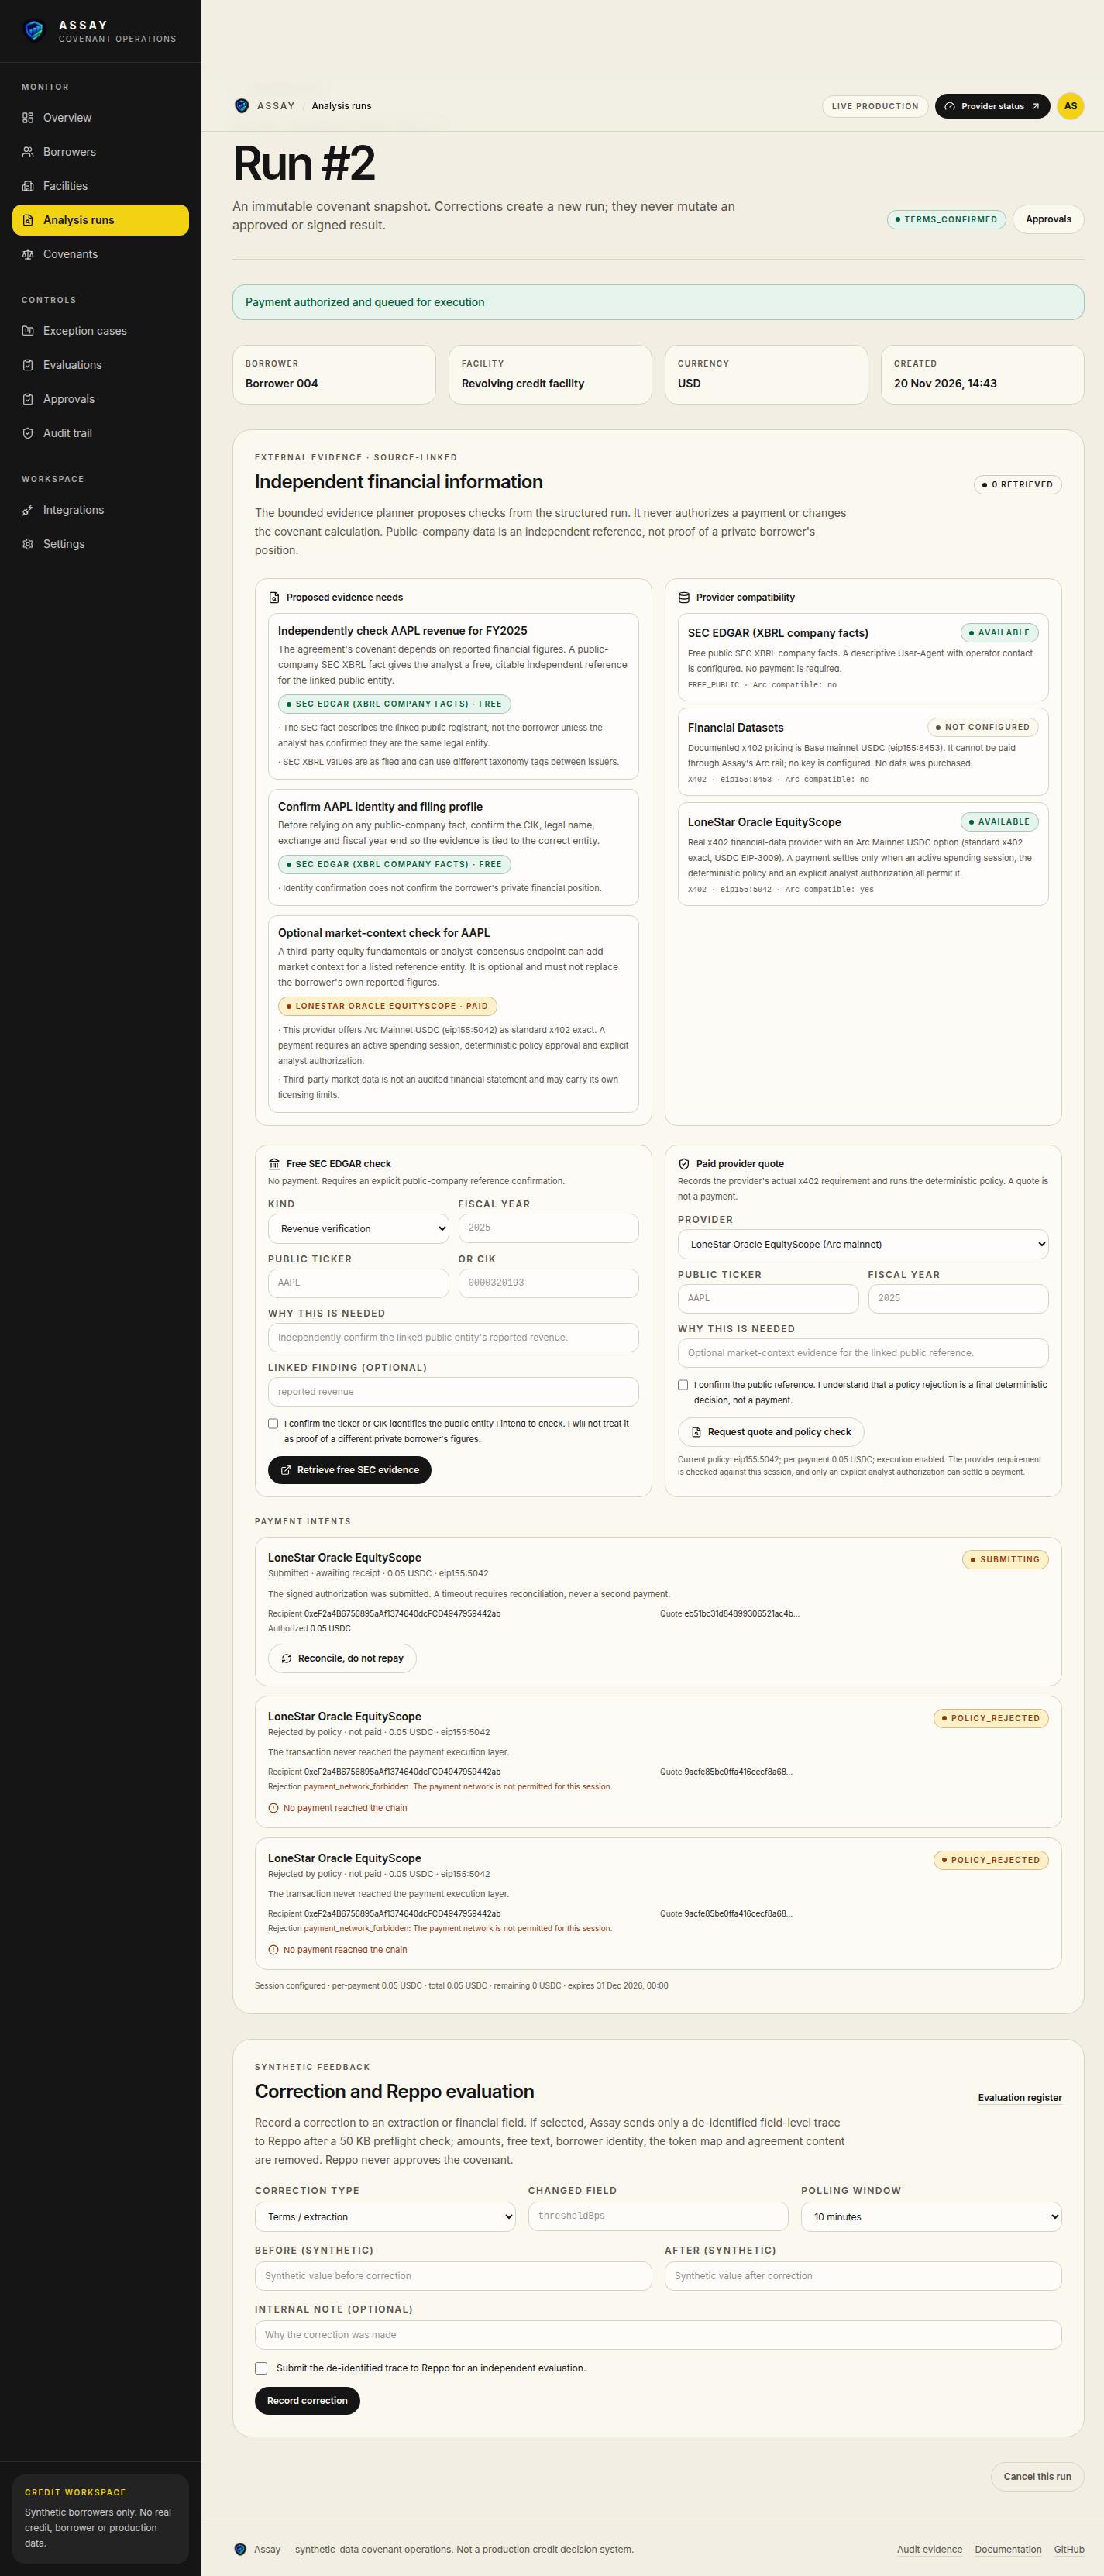 ASSAY
COVENANT OPERATIONS
MONITOR
Overview
Borrowers
Facilities
Analysis runs
Covenants
CONTROLS
Exception cases
Evaluations
Approvals
Audit trail
WORKSPACE
Integrations
Settings
CREDIT WORKSPACE
Synthetic borrowers only. No real
credit, borrower or production
data.
ASSAY / Analysis runs
LIVE PRODUCTION
Provider status
AS
Run #2
An immutable covenant snapshot. Corrections create a new run; they never mutate an
approved or signed result.
TERMS_CONFIRMED
Approvals
Payment authorized and queued for execution
BORROWER
Borrower 004
FACILITY
Revolving credit facility
CURRENCY
USD
CREATED
20 Nov 2026, 14:43
EXTERNAL EVIDENCE · SOURCE-LINKED
Independent financial information
0 RETRIEVED
The bounded evidence planner proposes checks from the structured run. It never authorizes a payment or changes
the covenant calculation. Public-company data is an independent reference, not proof of a private borrower's
position.
Proposed evidence needs
Independently check AAPL revenue for FY2025
The agreement's covenant depends on reported financial figures. A public-
company SEC XBRL fact gives the analyst a free, citable independent reference
for the linked public entity.
SEC EDGAR (XBRL COMPANY FACTS) · FREE
· The SEC fact describes the linked public registrant, not the borrower unless the
analyst has confirmed they are the same legal entity.
· SEC XBRL values are as filed and can use different taxonomy tags between issuers.
Confirm AAPL identity and filing profile
Before relying on any public-company fact, confirm the CIK, legal name,
exchange and fiscal year end so the evidence is tied to the correct entity.
SEC EDGAR (XBRL COMPANY FACTS) · FREE
· Identity confirmation does not confirm the borrower's private financial position.
Optional market-context check for AAPL
A third-party equity fundamentals or analyst-consensus endpoint can add
market context for a listed reference entity. It is optional and must not replace
the borrower's own reported figures.
LONESTAR ORACLE EQUITYSCOPE · PAID
· This provider offers Arc Mainnet USDC (eip155:5042) as standard x402 exact. A
payment requires an active spending session, deterministic policy approval and explicit
analyst authorization.
· Third-party market data is not an audited financial statement and may carry its own
licensing limits.
Provider compatibility
SEC EDGAR (XBRL company facts)
AVAILABLE
Free public SEC XBRL company facts. A descriptive User-Agent with operator contact
is configured. No payment is required.
FREE_PUBLIC · Arc compatible: no
Financial Datasets
NOT CONFIGURED
Documented x402 pricing is Base mainnet USDC (eip155:8453). It cannot be paid
through Assay's Arc rail; no key is configured. No data was purchased.
X402 · eip155:8453 · Arc compatible: no
LoneStar Oracle EquityScope
AVAILABLE
Real x402 financial-data provider with an Arc Mainnet USDC option (standard x402
exact, USDC EIP-3009). A payment settles only when an active spending session, the
deterministic policy and an explicit analyst authorization all permit it.
X402 · eip155:5042 · Arc compatible: yes
Free SEC EDGAR check
No payment. Requires an explicit public-company reference confirmation.
KIND
FISCAL YEAR
Revenue verification
2025
PUBLIC TICKER
OR CIK
AAPL
0000320193
WHY THIS IS NEEDED
Independently confirm the linked public entity's reported revenue.
LINKED FINDING (OPTIONAL)
reported revenue
I confirm the ticker or CIK identifies the public entity I intend to check. I will not treat it
as proof of a different private borrower's figures.
Retrieve free SEC evidence
Paid provider quote
Records the provider's actual x402 requirement and runs the deterministic policy. A quote is
not a payment.
PROVIDER
LoneStar Oracle EquityScope (Arc mainnet)
PUBLIC TICKER
FISCAL YEAR
AAPL
2025
WHY THIS IS NEEDED
Optional market-context evidence for the linked public reference.
I confirm the public reference. I understand that a policy rejection is a final deterministic
decision, not a payment.
Request quote and policy check
Current policy: eip155:5042; per payment 0.05 USDC; execution enabled. The provider requirement
is checked against this session, and only an explicit analyst authorization can settle a payment.
PAYMENT INTENTS
LoneStar Oracle EquityScope
SUBMITTING
Submitted · awaiting receipt · 0.05 USDC · eip155:5042
The signed authorization was submitted. A timeout requires reconciliation, never a second payment.
Recipient 0xeF2a4B6756895aAf1374640dcFCD4947959442ab
Quote eb51bc31d84899306521ac4b...
Authorized 0.05 USDC
Reconcile, do not repay
LoneStar Oracle EquityScope
POLICY_REJECTED
Rejected by policy · not paid · 0.05 USDC · eip155:5042
The transaction never reached the payment execution layer.
Recipient 0xeF2a4B6756895aAf1374640dcFCD4947959442ab
Quote 9acfe85be0ffa416cecf8a68...
Rejection payment_network_forbidden: The payment network is not permitted for this session.
No payment reached the chain
LoneStar Oracle EquityScope
POLICY_REJECTED
Rejected by policy · not paid · 0.05 USDC · eip155:5042
The transaction never reached the payment execution layer.
Recipient 0xeF2a4B6756895aAf1374640dcFCD4947959442ab
Quote 9acfe85be0ffa416cecf8a68...
Rejection payment_network_forbidden: The payment network is not permitted for this session.
No payment reached the chain
Session configured · per-payment 0.05 USDC · total 0.05 USDC · remaining 0 USDC · expires 31 Dec 2026, 00:00
SYNTHETIC FEEDBACK
Correction and Reppo evaluation
Evaluation register
Record a correction to an extraction or financial field. If selected, Assay sends only a de-identified field-level trace
to Reppo after a 50 KB preflight check; amounts, free text, borrower identity, the token map and agreement content
are removed. Reppo never approves the covenant.
CORRECTION TYPE
CHANGED FIELD
POLLING WINDOW
Terms / extraction
thresholdBps
10 minutes
BEFORE (SYNTHETIC)
AFTER (SYNTHETIC)
Synthetic value before correction
Synthetic value after correction
INTERNAL NOTE (OPTIONAL)
Why the correction was made
Submit the de-identified trace to Reppo for an independent evaluation.
Record correction
Cancel this run
Assay — synthetic-data covenant operations. Not a production credit decision system.
Audit evidence
Documentation
GitHub